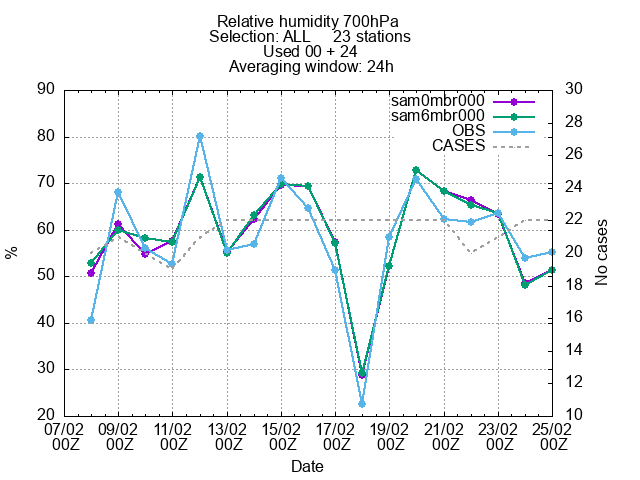 Relative humidity 700hPa
Selection: ALL 23 stations
Used 00 + 24
Averaging window: 24h
90
80
70
60
50
40
30
20
%
30
28
26
24
22
20
18
16
14
12
10
No cases
sam0mbr000
sam6mbr000
OBS
CASES
07/02 09/02 11/02 13/02 15/02 17/02 19/02 21/02 23/02 25/02
00Z 00Z 00Z 00Z 00Z 00Z 00Z 00Z 00Z 00Z
Date